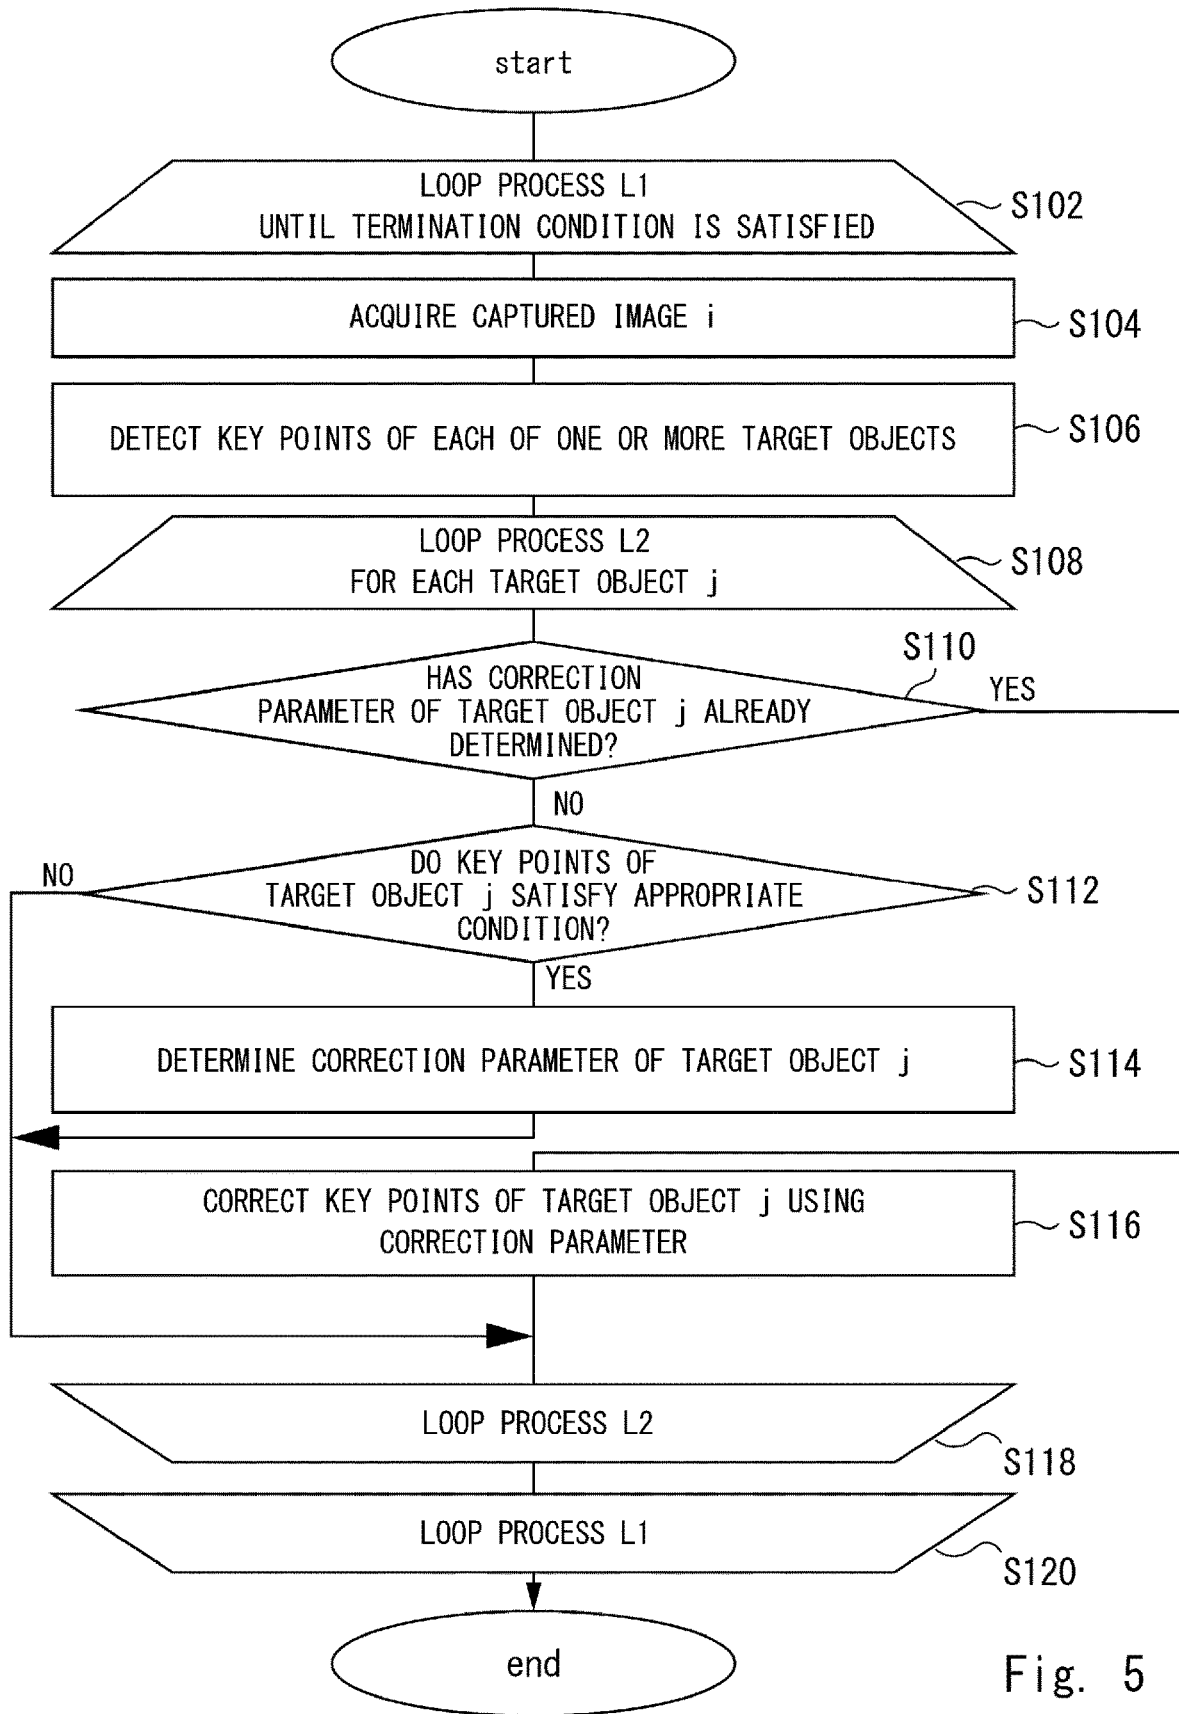 start
LOOP PROCESS L1
UNTIL TERMINATION CONDITION IS SATISFIED
S102
ACQUIRE CAPTURED IMAGE i
S104
DETECT KEY POINTS OF EACH OF ONE OR MORE TARGET OBJECTS
S106
LOOP PROCESS L2
FOR EACH TARGET OBJECT j
S108
HAS CORRECTION
PARAMETER OF TARGET OBJECT j ALREADY
DETERMINED?
S110
YES
NO
DO KEY POINTS OF
TARGET OBJECT j SATISFY APPROPRIATE
CONDITION?
NO
S112
YES
DETERMINE CORRECTION PARAMETER OF TARGET OBJECT j
S114
CORRECT KEY POINTS OF TARGET OBJECT j USING
CORRECTION PARAMETER
S116
LOOP PROCESS L2
S118
LOOP PROCESS L1
S120
end
Fig. 5